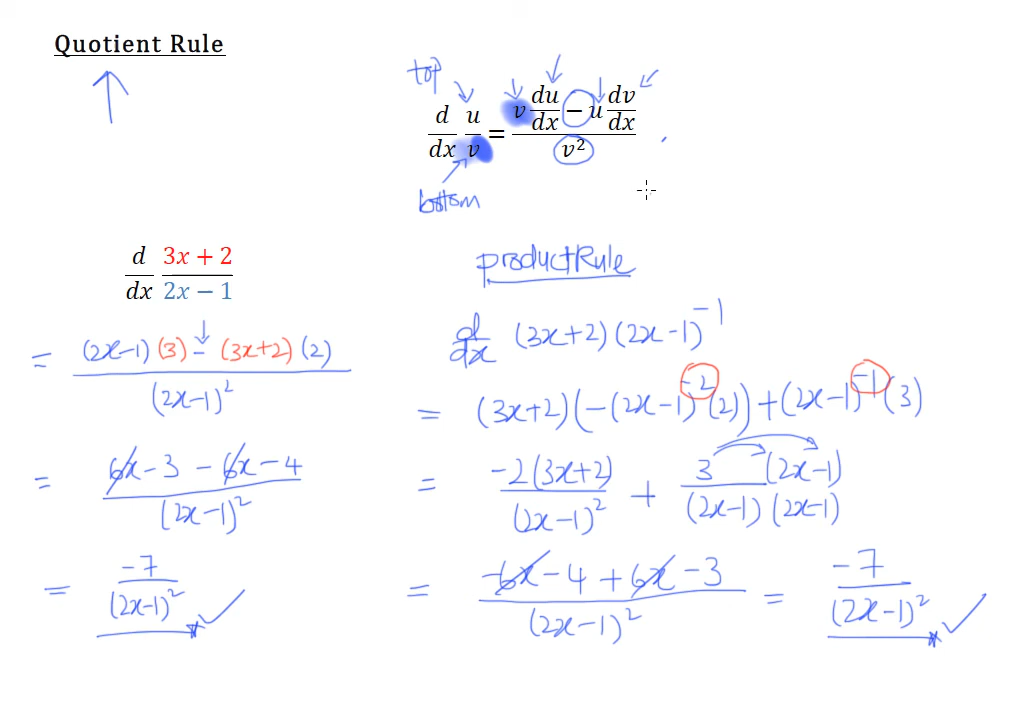 Quotient Rule
top
d/dx u/v = (v du/dx − u dv/dx)/v²
bottom
d/dx (3x + 2)/(2x − 1)
= ((2x-1)(3) - (3x+2)(2))/(2x-1)²
= (6x - 3 - 6x - 4)/(2x-1)²
= -7/(2x-1)²
product Rule
d/dx (3x+2)(2x-1)⁻¹
= (3x+2)(-(2x-1)⁻²(2)) + (2x-1)⁻¹(3)
= -2(3x+2)/(2x-1)² + 3(2x-1)/((2x-1)(2x-1))
= (-6x - 4 + 6x - 3)/(2x-1)² = -7/(2x-1)²